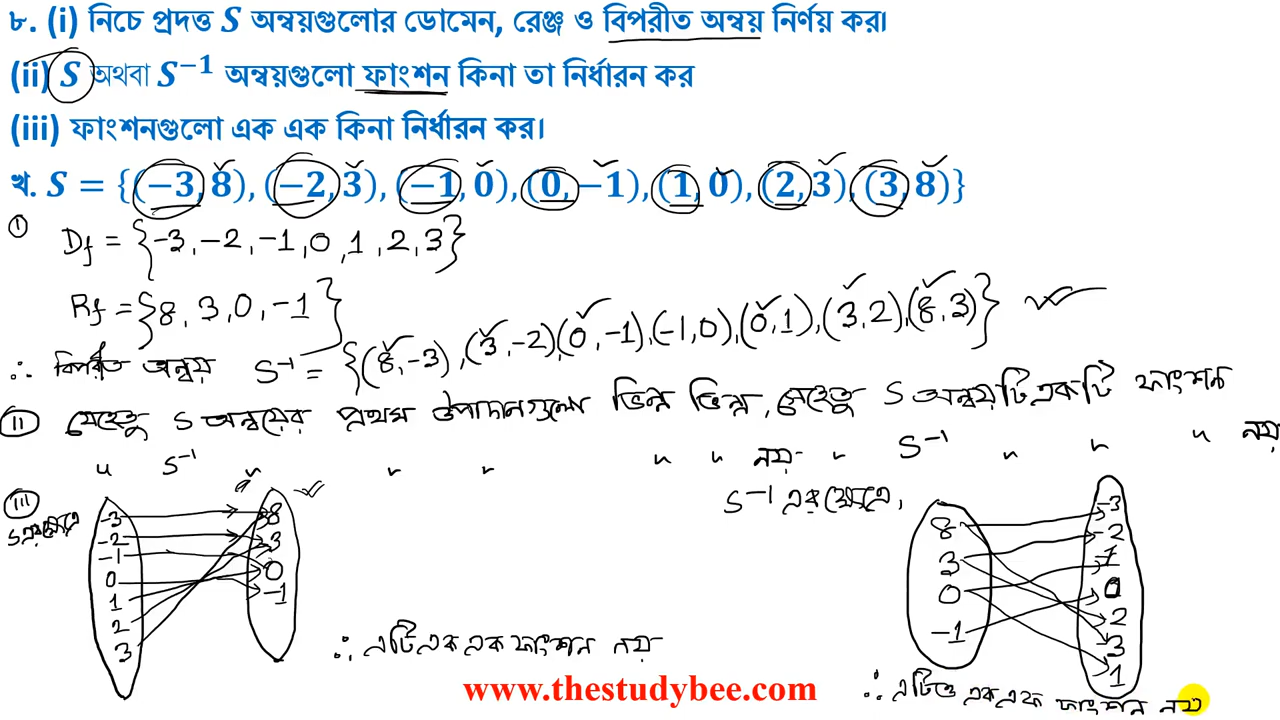 ৮. (i) নিচে প্রদত্ত S অন্বয়গুলোর ডোমেন, রেঞ্জ ও বিপরীত অন্বয় নির্ণয় কর।
(ii) S অথবা S⁻¹ অন্বয়গুলো ফাংশন কিনা তা নির্ধারন কর
(iii) ফাংশনগুলো এক এক কিনা নির্ধারন কর।
খ. S = {(−3, 8), (−2, 3), (−1, 0), (0, −1), (1, 0), (2, 3), (3, 8)}
(i) Df = {-3, -2, -1, 0, 1, 2, 3}
Rf = {8, 3, 0, -1}
∴ বিপরীত অন্বয় S⁻¹ = {(8, -3), (3, -2), (0, -1), (-1, 0), (0, 1), (3, 2), (8, 3)}
(ii) যেহেতু S অন্বয়ের প্রথম উপাদানগুলো ভিন্ন ভিন্ন, সেহেতু S অন্বয়টি একটি ফাংশন
" S⁻¹ " " " " " নয় " S⁻¹ " " " নয়
(iii) S এর ক্ষেত্রে
-3 -2 -1 0 1 2 3
8 3 0 -1
∴ এটি এক এক ফাংশন নয়
S⁻¹ এর ক্ষেত্রে,
8 3 0 -1
-3 -2 -1 0 2 3 1
∴ এটিও এক এক ফাংশন নয়
www.thestudybee.com